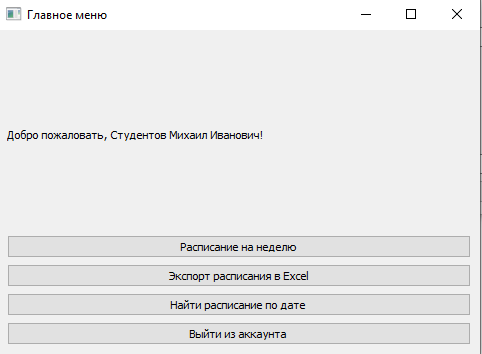 Главное меню
Добро пожаловать, Студентов Михаил Иванович!
Расписание на неделю
Экспорт расписания в Excel
Найти расписание по дате
Выйти из аккаунта